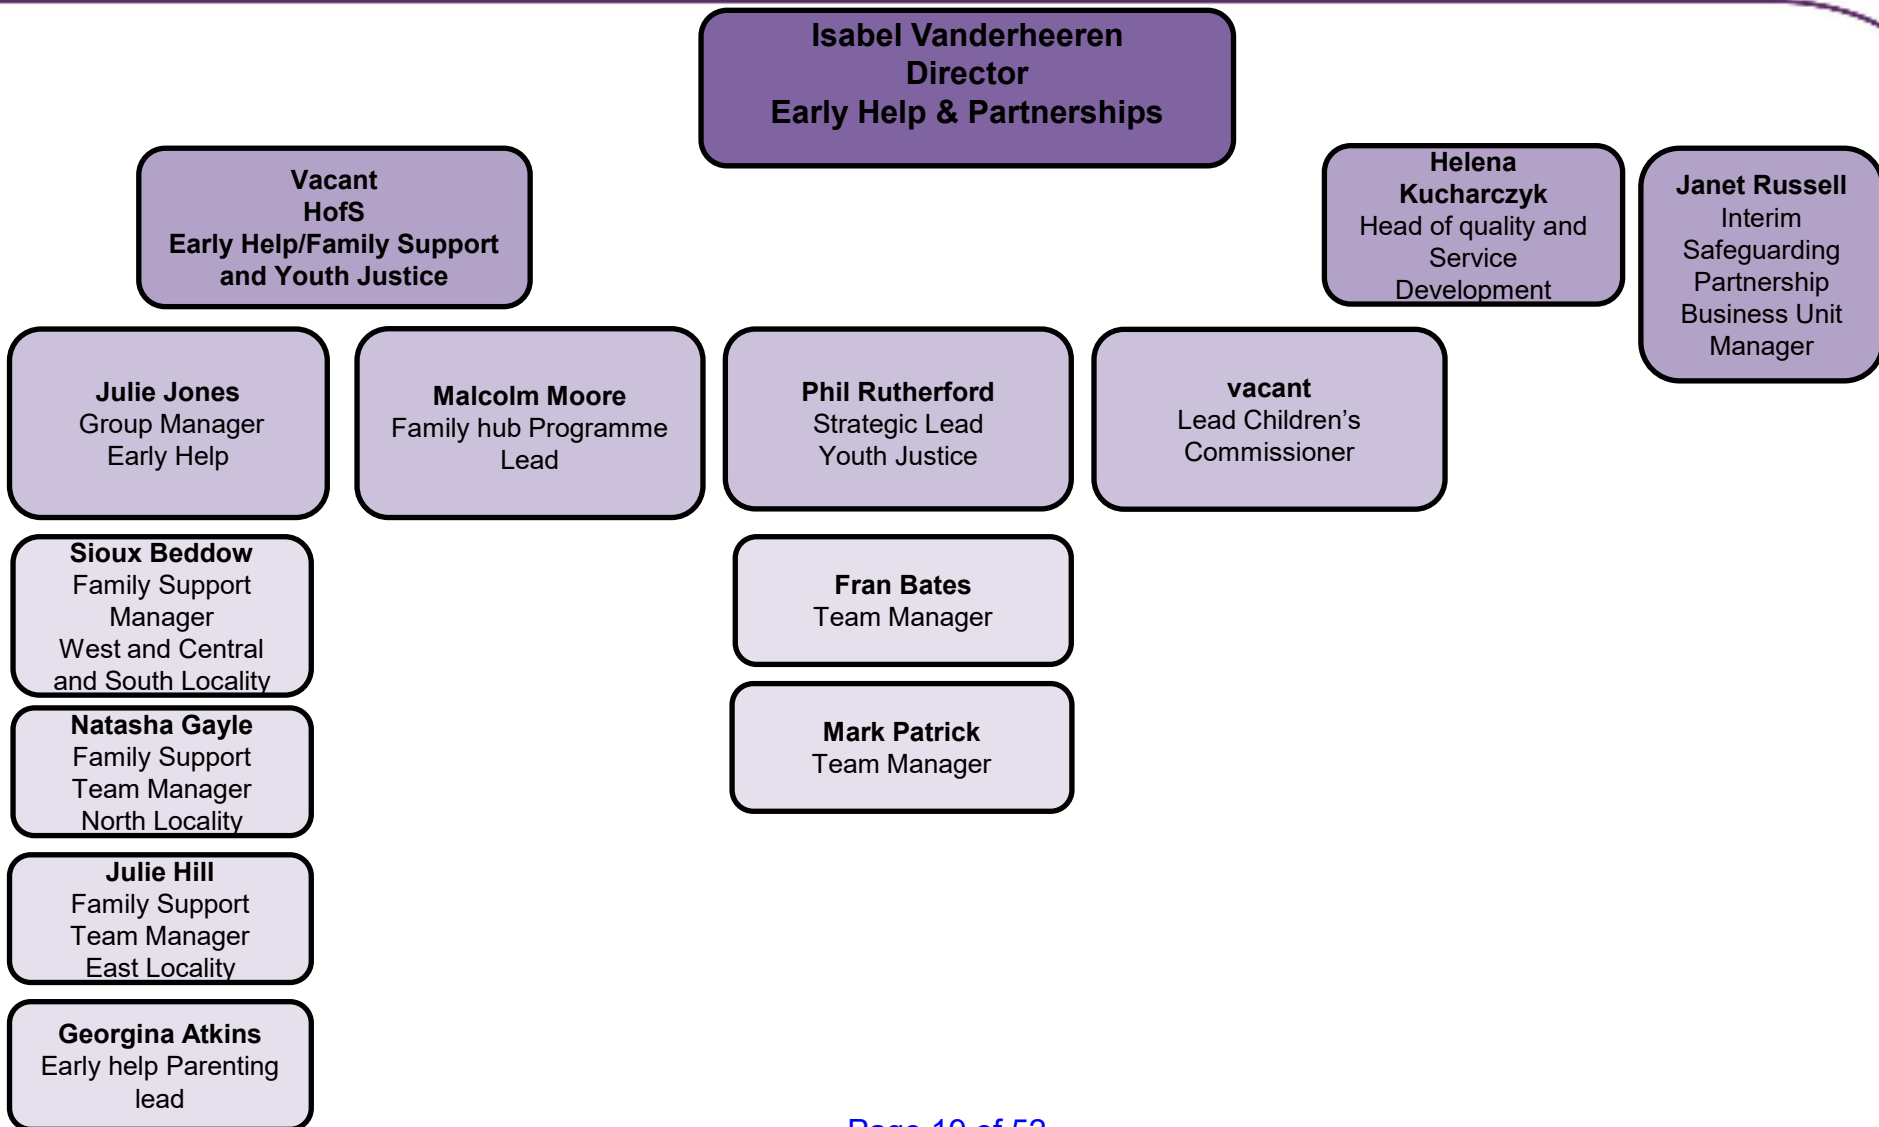 Isabel Vanderheeren
Director
Early Help & Partnerships
Vacant
HofS
Early Help/Family Support
and Youth Justice
Helena
Kucharczyk
Head of quality and
Service
Development
Janet Russell
Interim
Safeguarding
Partnership
Business Unit
Manager
Julie Jones
Group Manager
Early Help
Malcolm Moore
Family hub Programme
Lead
Phil Rutherford
Strategic Lead
Youth Justice
vacant
Lead Children’s
Commissioner
Sioux Beddow
Family Support
Manager
West and Central
and South Locality
Natasha Gayle
Family Support
Team Manager
North Locality
Julie Hill
Family Support
Team Manager
East Locality
Georgina Atkins
Early help Parenting
lead
Fran Bates
Team Manager
Mark Patrick
Team Manager
Page 19 of 52